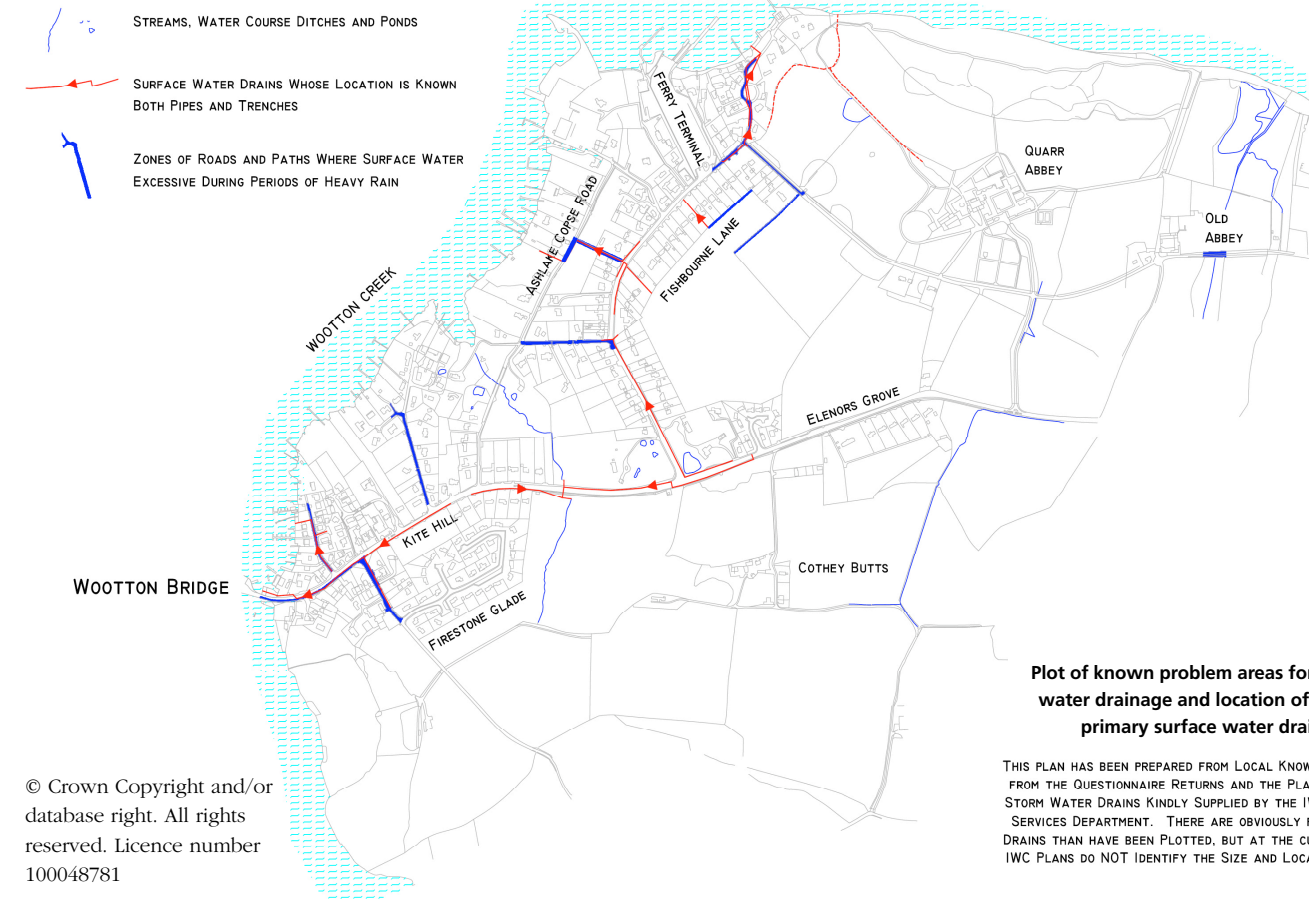 Streams, Water Course Ditches and Ponds
Surface Water Drains Whose Location is Known
Both Pipes and Trenches
Zones of Roads and Paths Where Surface Water
Excessive During Periods of Heavy Rain
Ferry Terminal
Quarr
Abbey
Old
Abbey
Ashlake Copse Road
Fishbourne Lane
Wootton Creek
Elenors Grove
Kite Hill
Cothey Butts
Wootton Bridge
Firestone Glade
Plot of known problem areas for
water drainage and location of
primary surface water drai
This plan has been prepared from Local Know
from the Questionnaire Returns and the Pla
Storm Water Drains Kindly Supplied by the IW
Services Department. There are obviously
Drains than have been Plotted, but at the cu
IWC Plans do NOT Identify the Size and Loca
© Crown Copyright and/or
database right. All rights
reserved. Licence number
100048781